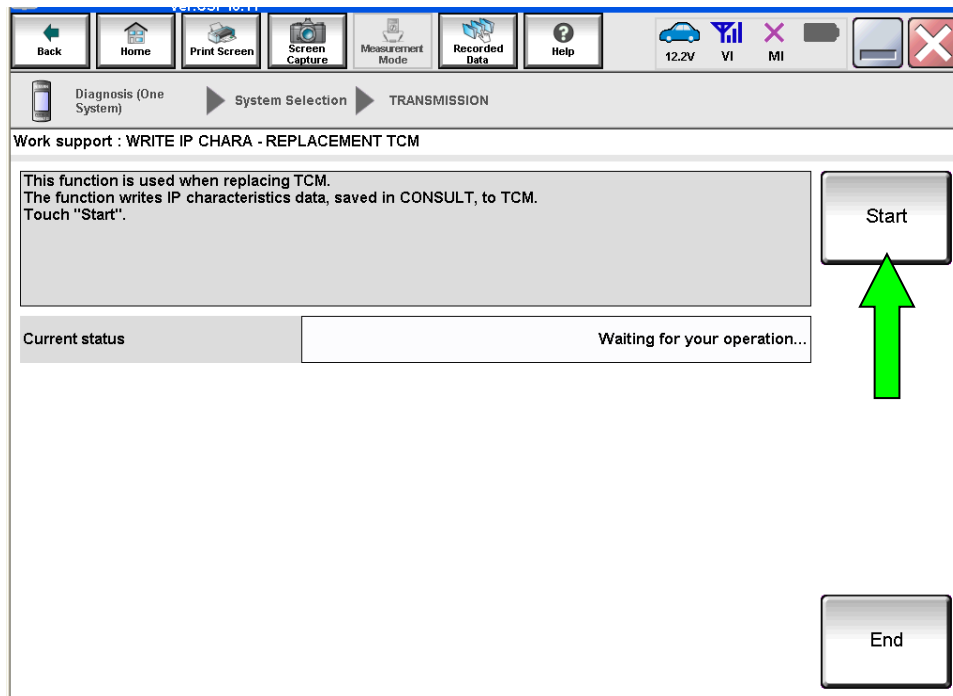 Back
Home
Print Screen
Screen
Capture
Measurement
Mode
Recorded
Data
Help
12.2V
VI
MI
Diagnosis (One
System)
System Selection
TRANSMISSION
Work support : WRITE IP CHARA - REPLACEMENT TCM
This function is used when replacing TCM.
The function writes IP characteristics data, saved in CONSULT, to TCM.
Touch "Start".
Start
Current status
Waiting for your operation...
End